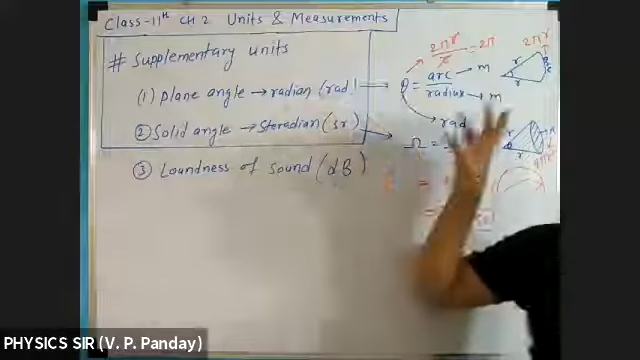 Class-11th CH 2 Units & Measurements
# Supplementary units
(1) Plane angle → radian (rad)
② Solid angle → Steradian (sr)
③ Loundness of Sound (dB)
2πr = 2π
r
θ = arc → m
radius → m
→ rad
Ω =
2πr
r
r
r
r
PHYSICS SIR (V. P. Panday)